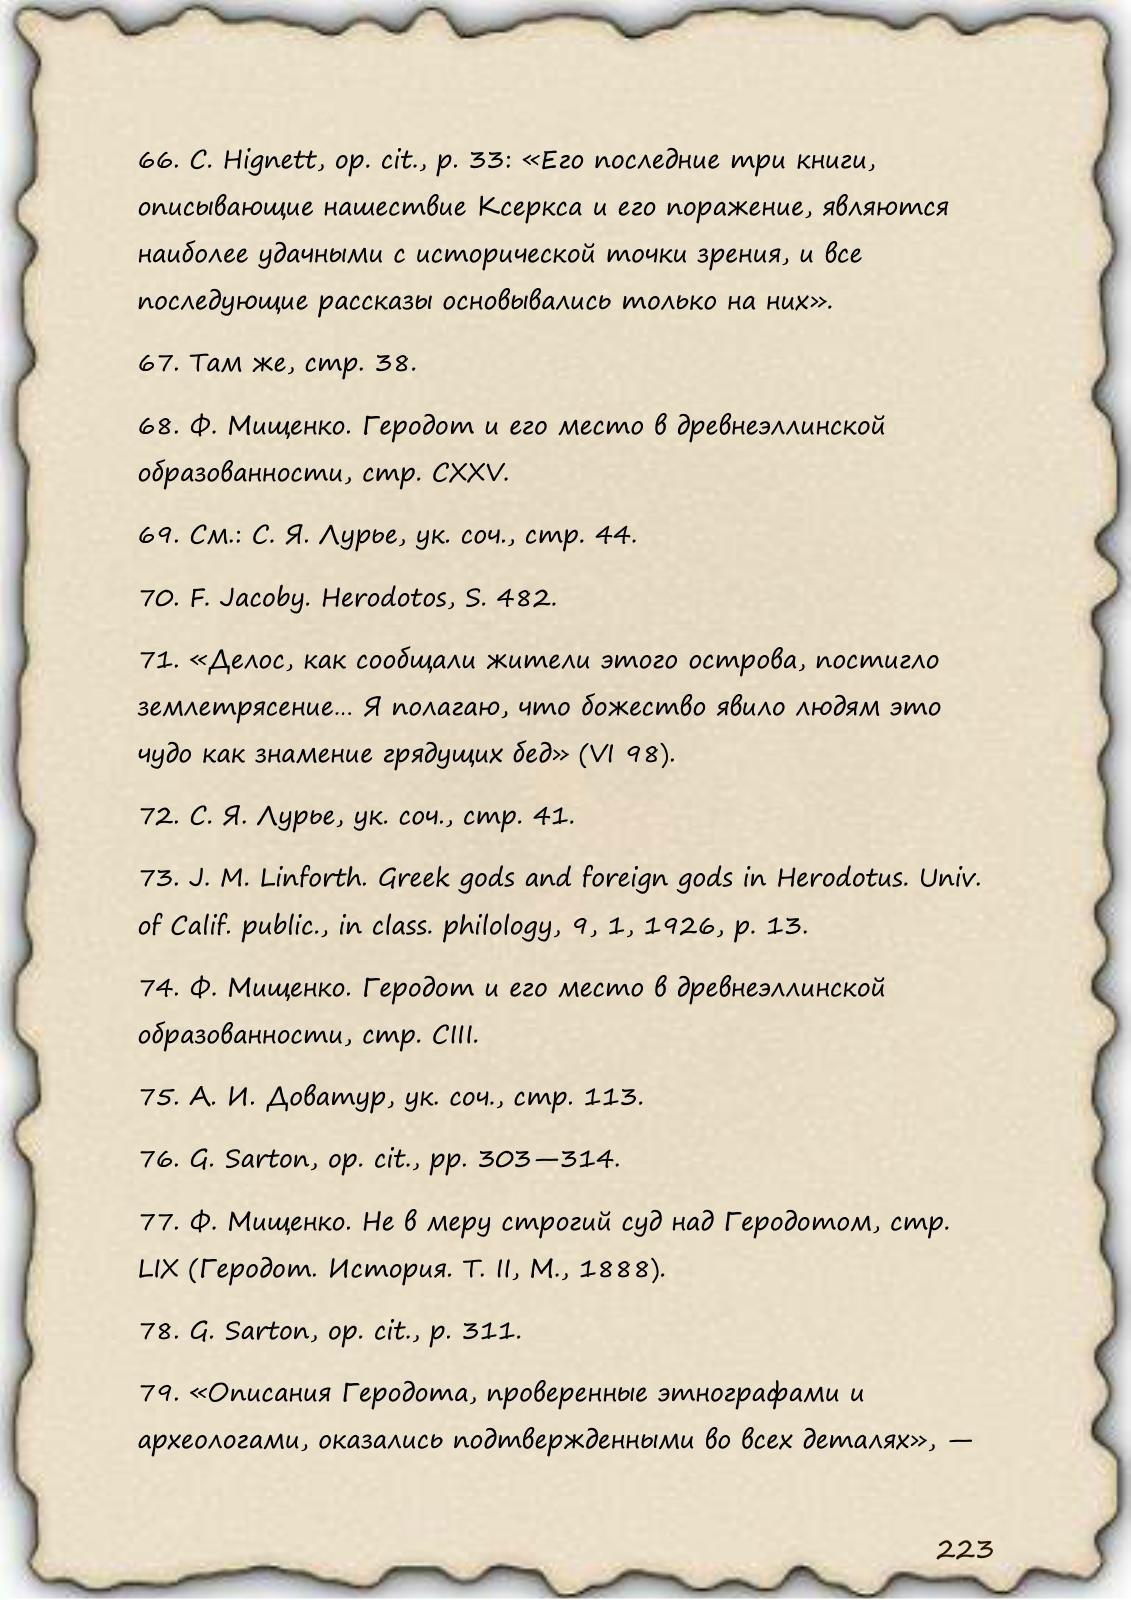 66. C. Hignett, op. cit., p. 33: «Его последние три книги,
описывающие нашествие Ксеркса и его поражение, являются
наиболее удачными с исторической точки зрения, и все
последующие рассказы основывались только на них».
67. Там же, стр. 38.
68. Ф. Мищенко. Геродот и его место в древнеэллинской
образованности, стр. CXXV.
69. См.: С. Я. Лурье, ук. соч., стр. 44.
70. F. Jacoby. Herodotos, S. 482.
71. «Делос, как сообщали жители этого острова, постигло
землетрясение... Я полагаю, что божество явило людям это
чудо как знамение грядущих бед» (VI 98).
72. С. Я. Лурье, ук. соч., стр. 41.
73. J. M. Linforth. Greek gods and foreign gods in Herodotus. Univ.
of Calif. public., in class. philology, 9, 1, 1926, p. 13.
74. Ф. Мищенко. Геродот и его место в древнеэллинской
образованности, стр. CIII.
75. А. И. Доватур, ук. соч., стр. 113.
76. G. Sarton, op. cit., pp. 303—314.
77. Ф. Мищенко. Не в меру строгий суд над Геродотом, стр.
LIX (Геродот. История. Т. II, М., 1888).
78. G. Sarton, op. cit., p. 311.
79. «Описания Геродота, проверенные этнографами и
археологами, оказались подтвержденными во всех деталях», —
223